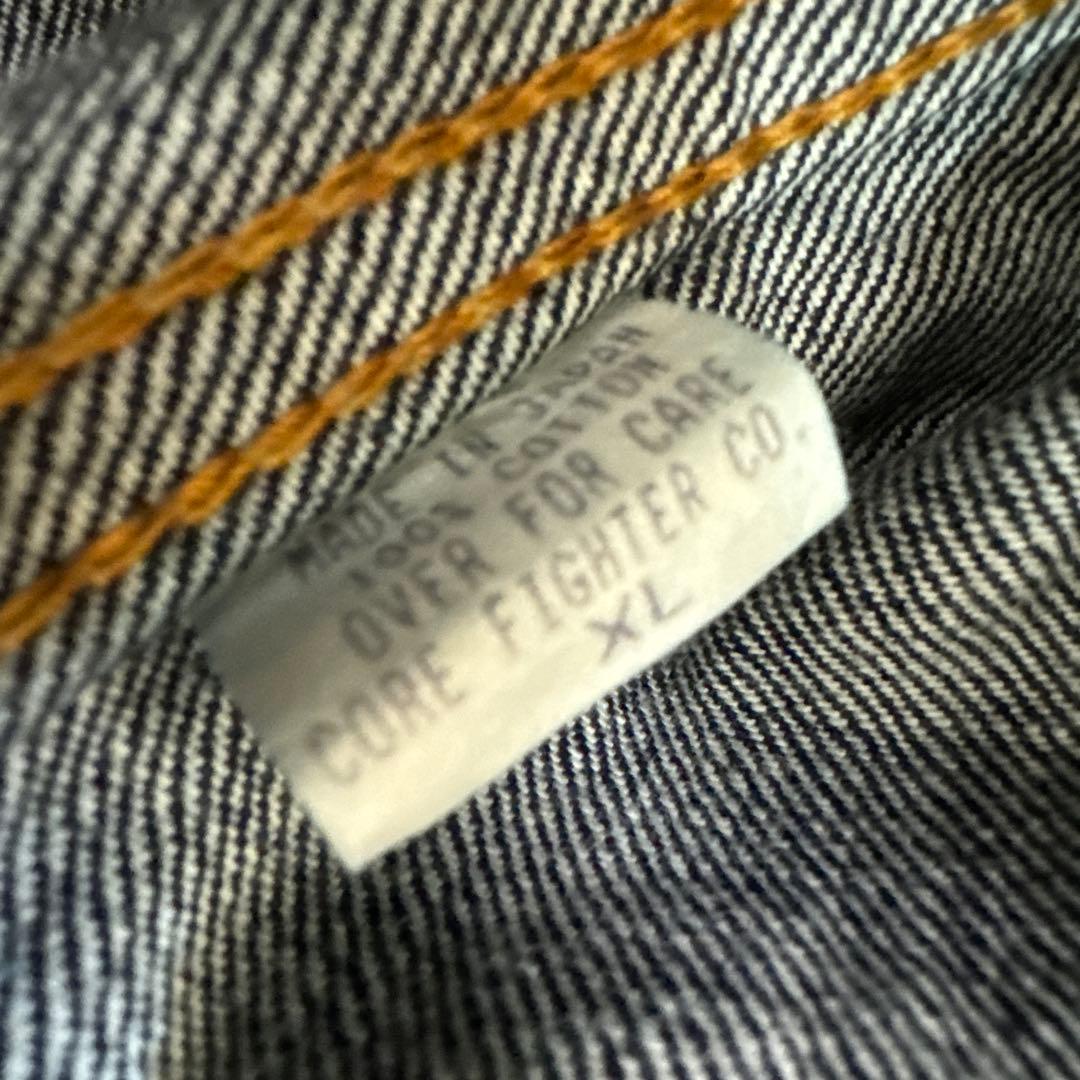 MADE IN JAPAN
100% COTTON
OVER FOR CARE
CORE FIGHTER CO.
XL